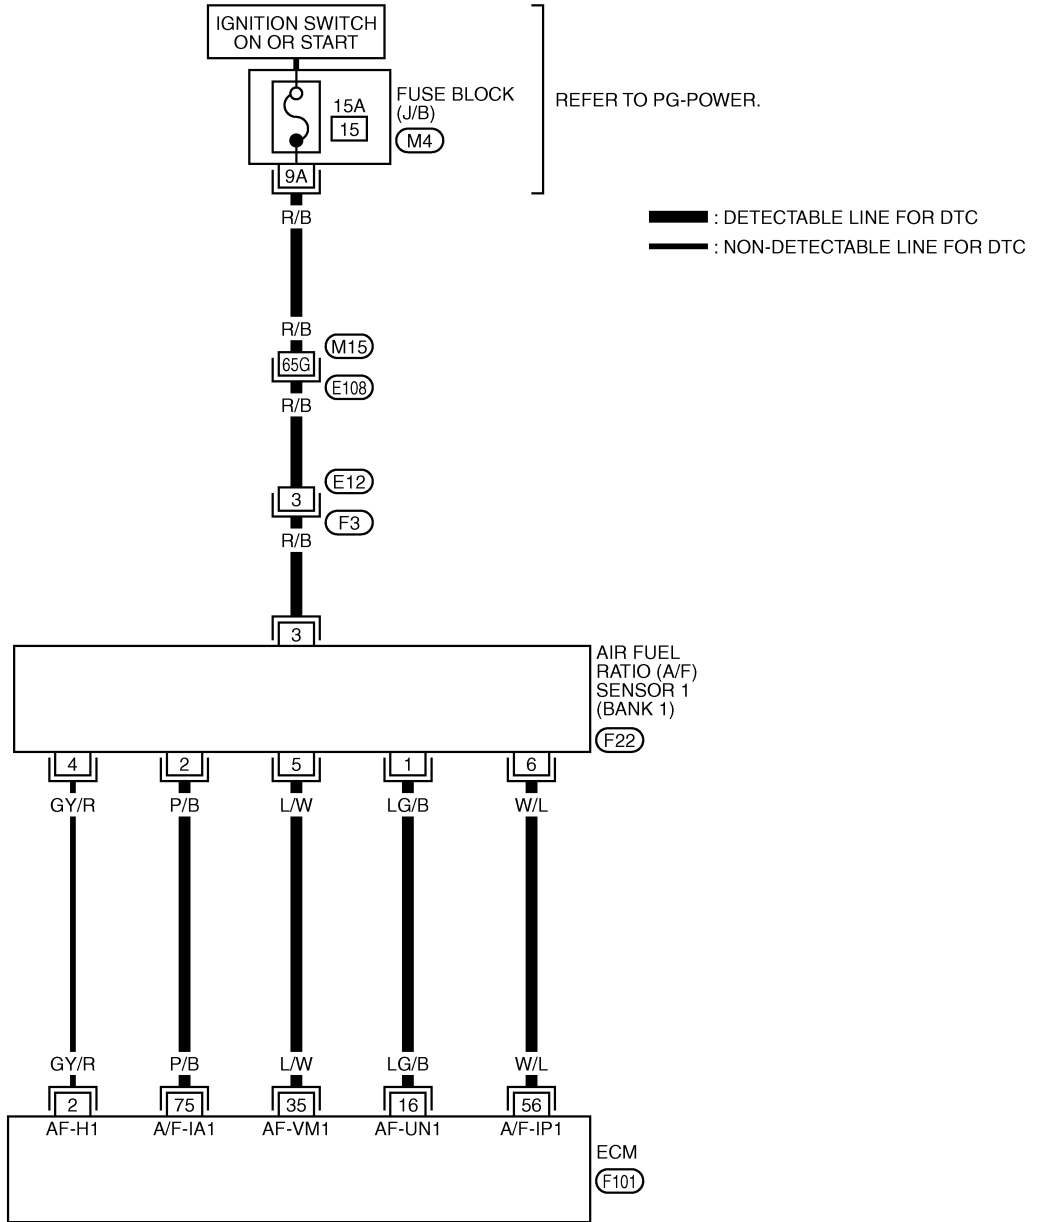 IGNITION SWITCH
ON OR START
FUSE BLOCK
(J/B)
15A
15
M4
REFER TO PG-POWER.
9A
R/B
: DETECTABLE LINE FOR DTC
: NON-DETECTABLE LINE FOR DTC
R/B
M15
65G
E108
R/B
E12
3
F3
R/B
3
AIR FUEL
RATIO (A/F)
SENSOR 1
(BANK 1)
F22
4 2 5 1 6
GY/R P/B L/W LG/B W/L
GY/R P/B L/W LG/B W/L
2 75 35 16 56
AF-H1 A/F-IA1 AF-VM1 AF-UN1 A/F-IP1
ECM
F101